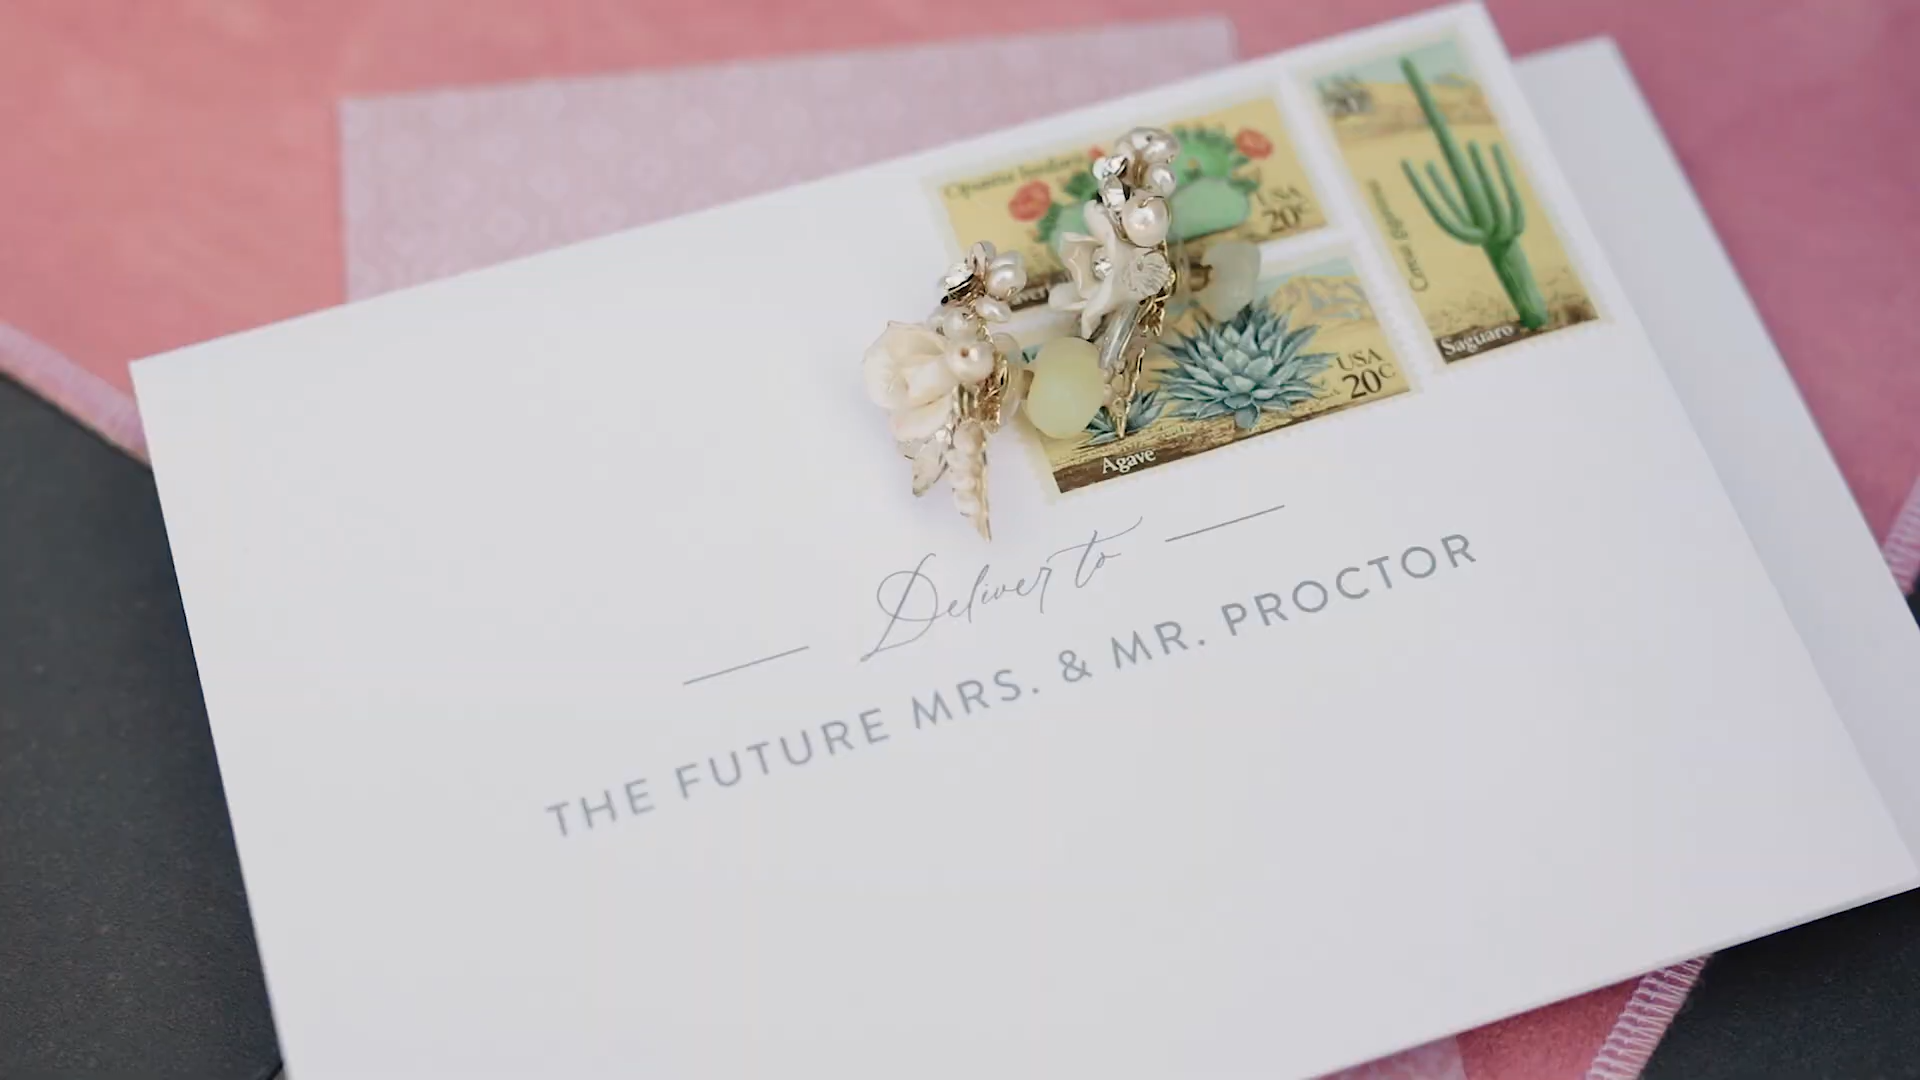 USA
20c
USA
20c
Agave
Saguaro
Deliver to
THE FUTURE MRS. & MR. PROCTOR